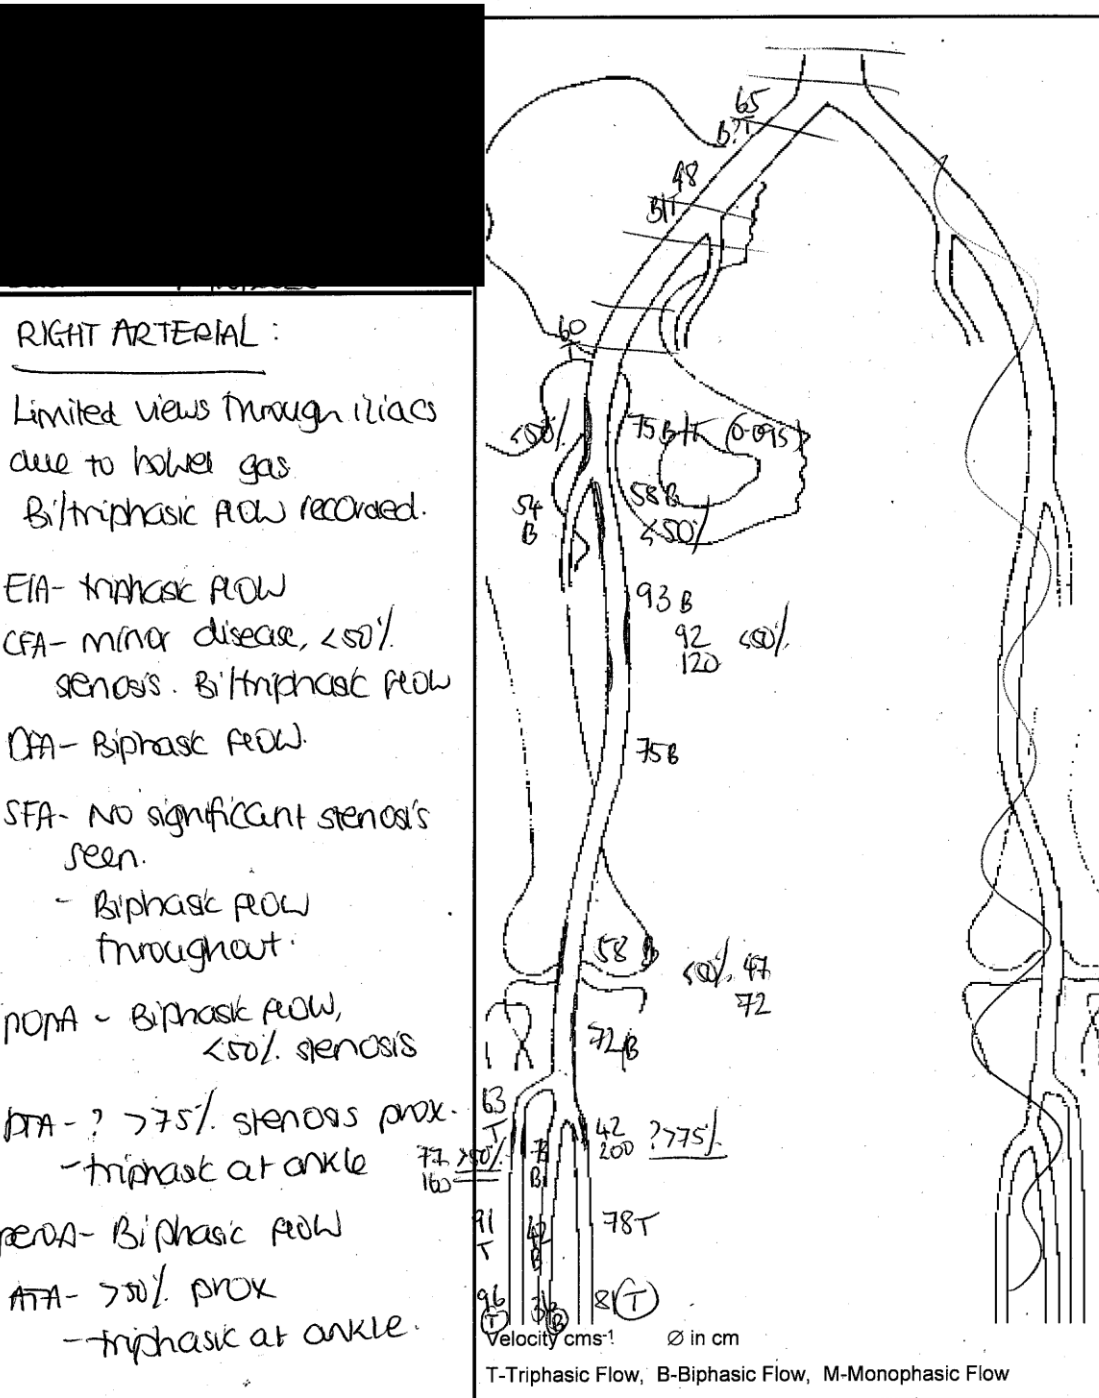 RIGHT ARTERIAL :
Limited views through iliacs
due to bowel gas
Bi/triphasic flow recorded.
EIA- triphasic flow
CFA- minor disease, <50%
stenosis. Bi/triphasic flow
DFA- Biphasic flow.
SFA- No significant stenosis
seen.
- Biphasic flow
throughout.
POPA - Biphasic flow,
<50% stenosis
PTA- ? >75% stenosis prox.
-triphasic at ankle
PEROA- Biphasic flow
ATA- >50% prox
-triphasic at ankle.
65
B?T
48
B/T
60
T
<50%
75 B/T (0.09s)
54
B
58 B
<50%
93 B
92 <50%
120
75 B
58 B
<50% 47
72
72 B
63
T
42
200 ?>75%
77 >50%
160
B
91
T
42
B
78 T
96
T
31
B
81 T
Velocity cms-1 Ø in cm
T-Triphasic Flow, B-Biphasic Flow, M-Monophasic Flow